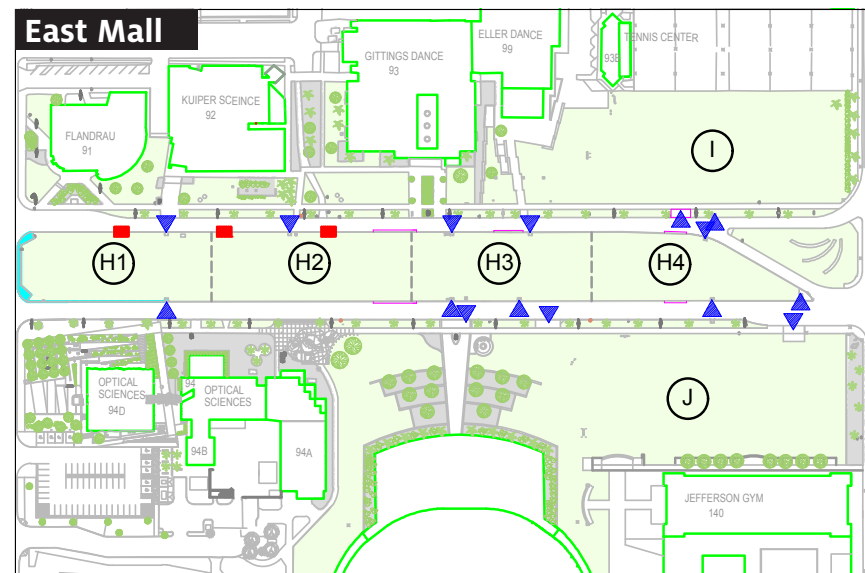 East Mall
ELLER DANCE
99
TENNIS CENTER
93B
GITTINGS DANCE
93
KUIPER SCEINCE
92
FLANDRAU
91
I
H1
H2
H3
H4
OPTICAL
SCIENCES
94D
94
OPTICAL
SCIENCES
94B
94A
J
JEFFERSON GYM
140